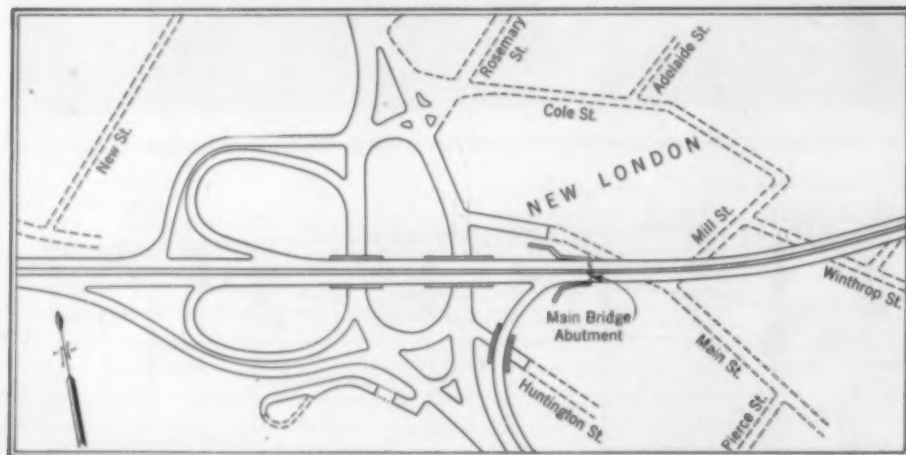 Rosemary
St.
Adelaide St.
Cole St.
New St.
NEW LONDON
Mill St.
Winthrop St.
Main Bridge
Abutment
Main St.
Huntington St.
Pierce St.